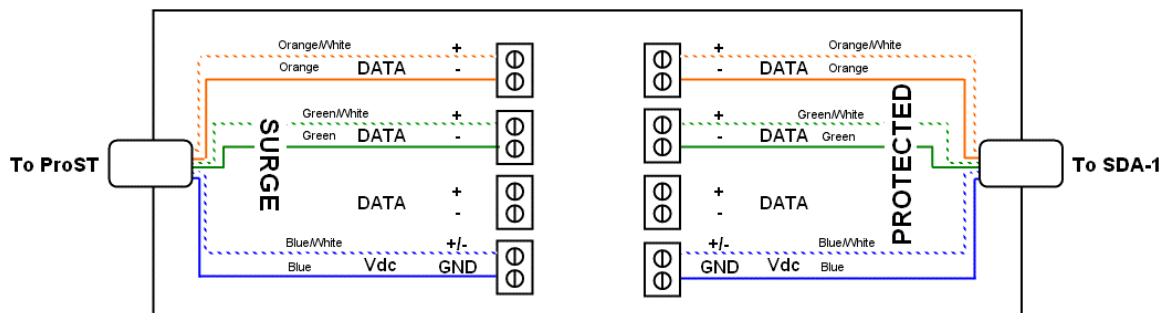 Orange/White + + Orange/White
Orange DATA - - DATA Orange
Green/White + + Green/White
Green DATA - - DATA Green
To ProST SURGE PROTECTED To SDA-1
+ +
DATA - - DATA
Blue/White +/- +/- Blue/White
Blue Vdc GND GND Vdc Blue